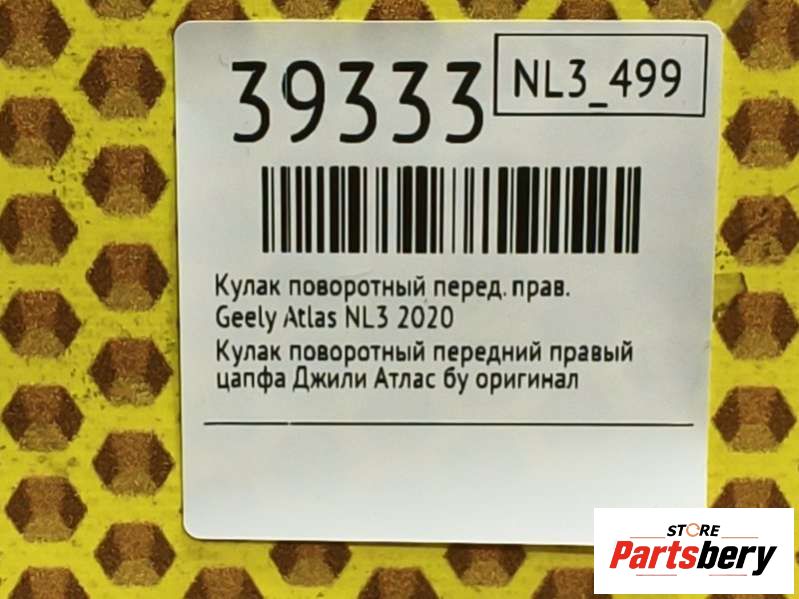 39333
NL3_499
Кулак поворотный перед. прав.
Geely Atlas NL3 2020
Кулак поворотный передний правый
цапфа Джили Атлас бу оригинал
STORE
Partsbery